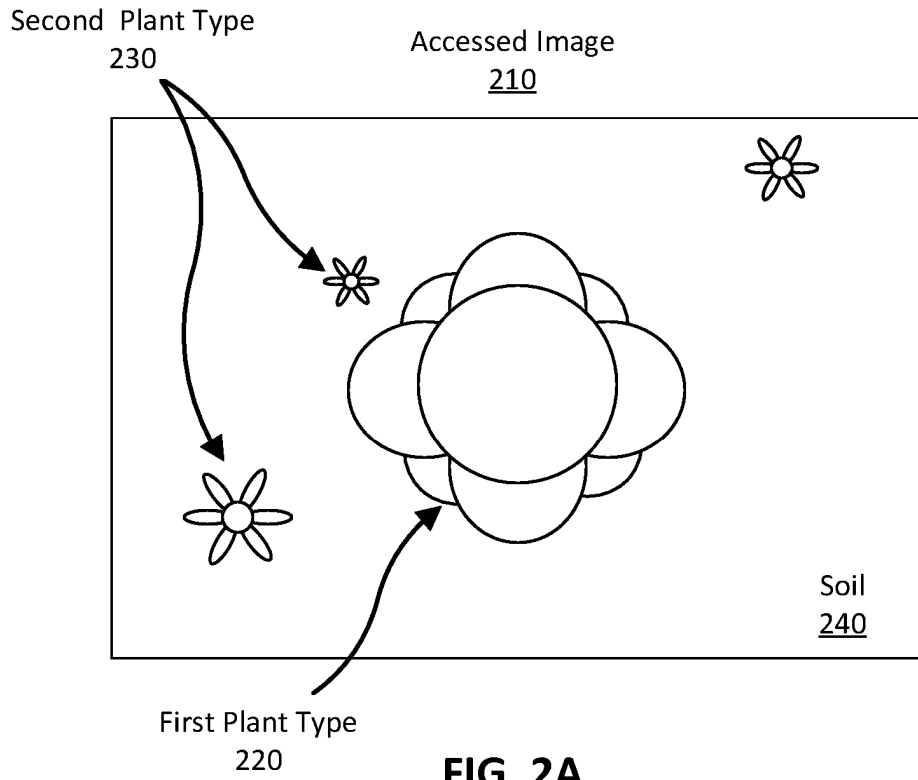 Second Plant Type
230
Accessed Image
210
Soil
240
First Plant Type
220
FIG. 2A